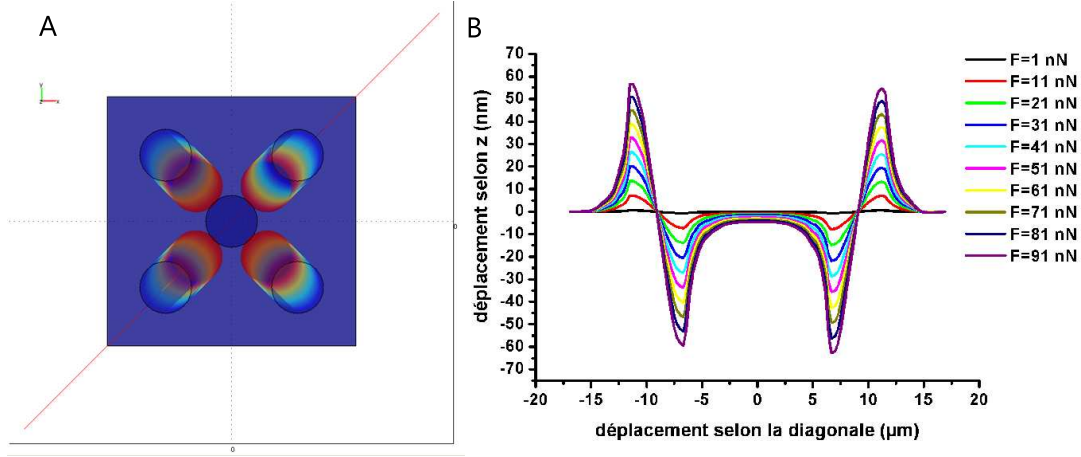 A
B
y
z
x
0
0
70
60
50
40
30
20
10
0
-10
-20
-30
-40
-50
-60
-70
déplacement selon z (nm)
-20
-15
-10
-5
0
5
10
15
20
déplacement selon la diagonale (µm)
F=1 nN
F=11 nN
F=21 nN
F=31 nN
F=41 nN
F=51 nN
F=61 nN
F=71 nN
F=81 nN
F=91 nN